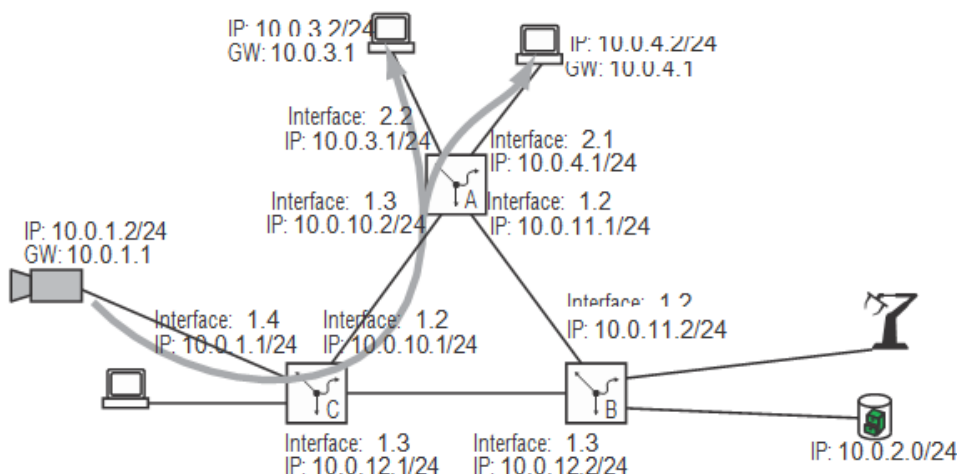 IP: 10.0.3.2/24
GW: 10.0.3.1
IP: 10.0.4.2/24
GW: 10.0.4.1
Interface: 2.2
IP: 10.0.3.1/24
Interface: 2.1
IP: 10.0.4.1/24
A
Interface: 1.3
IP: 10.0.10.2/24
Interface: 1.2
IP: 10.0.11.1/24
IP: 10.0.1.2/24
GW: 10.0.1.1
Interface: 1.4
IP: 10.0.1.1/24
Interface: 1.2
IP: 10.0.10.1/24
Interface: 1.2
IP: 10.0.11.2/24
C
B
Interface: 1.3
IP: 10.0.12.1/24
Interface: 1.3
IP: 10.0.12.2/24
IP: 10.0.2.0/24